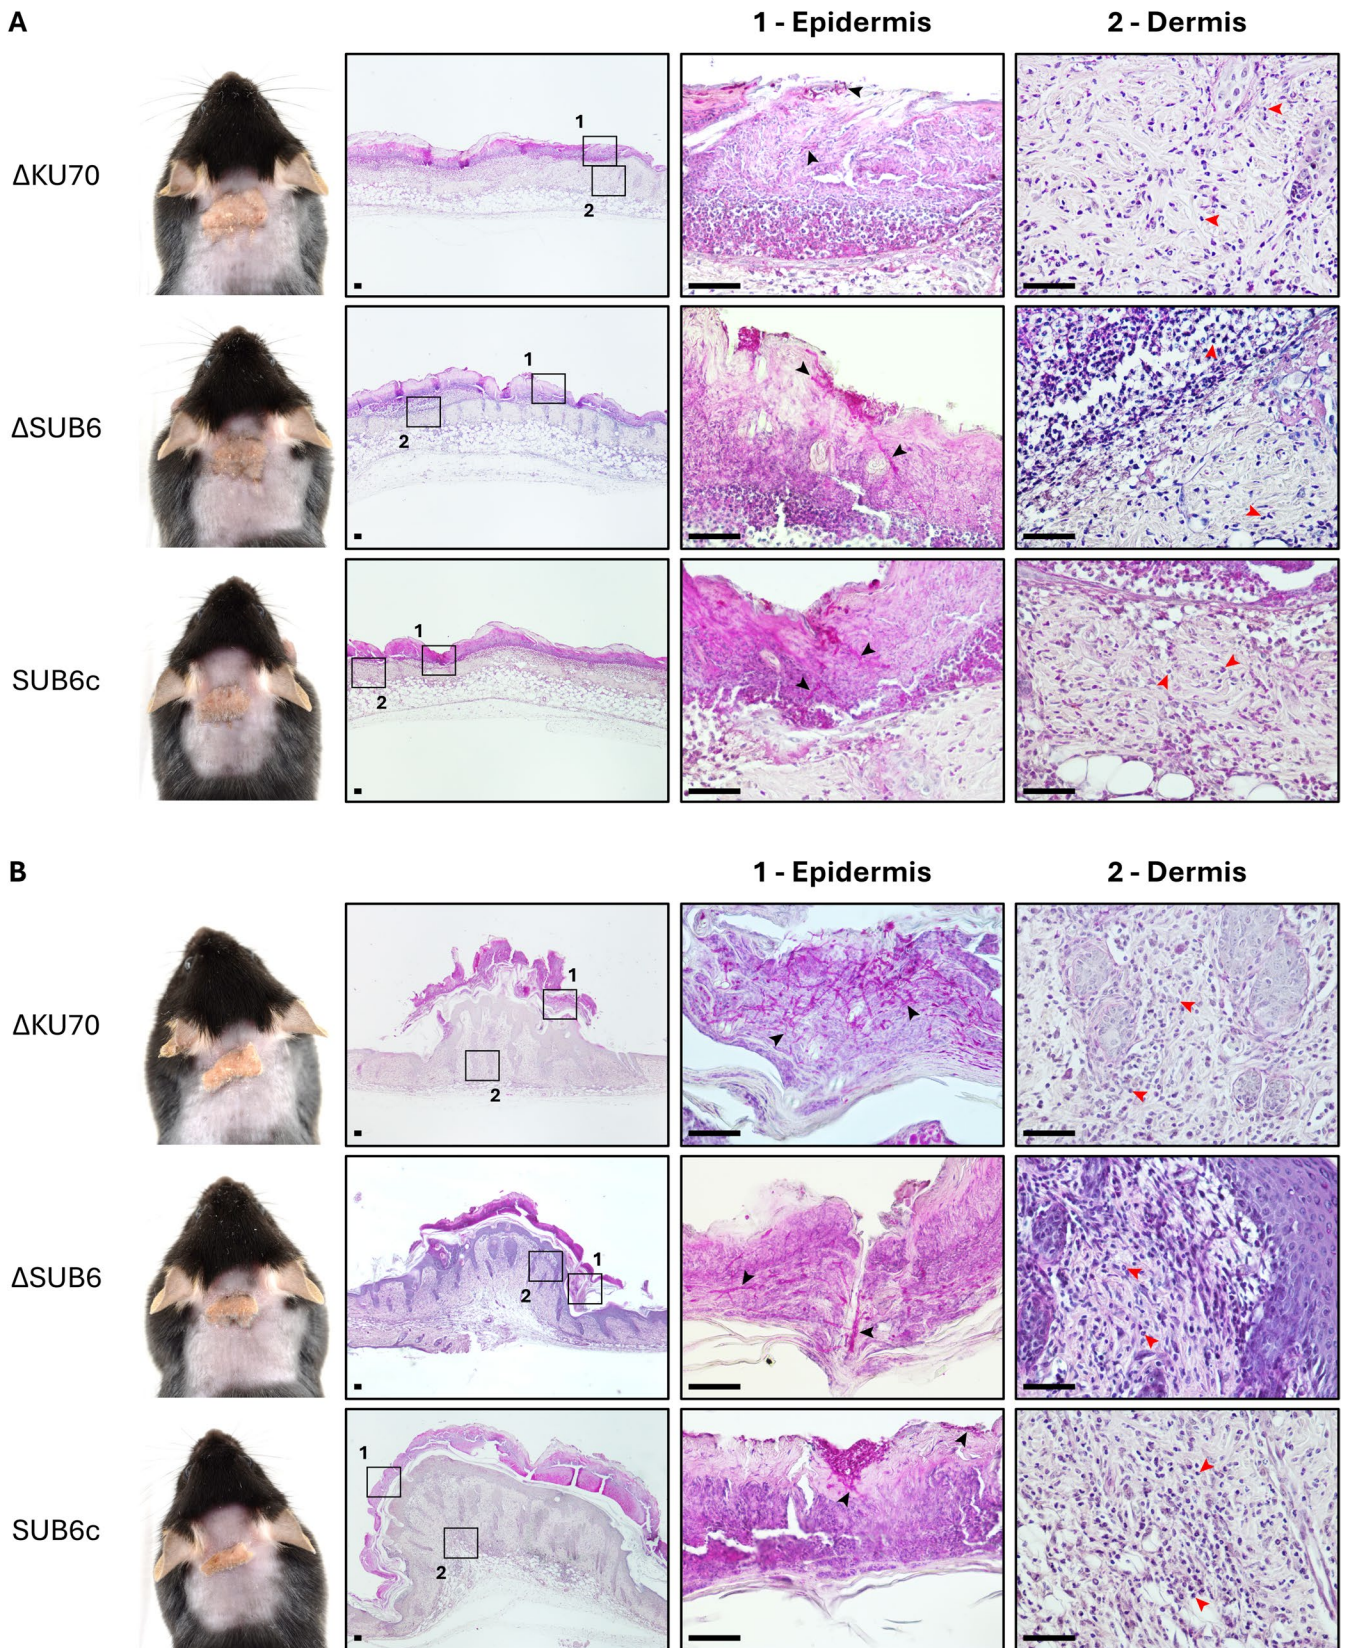 A
1 - Epidermis
2 - Dermis
ΔKU70
1
2
ΔSUB6
1
2
SUB6c
1
2
B
1 - Epidermis
2 - Dermis
ΔKU70
1
2
ΔSUB6
1
2
SUB6c
1
2